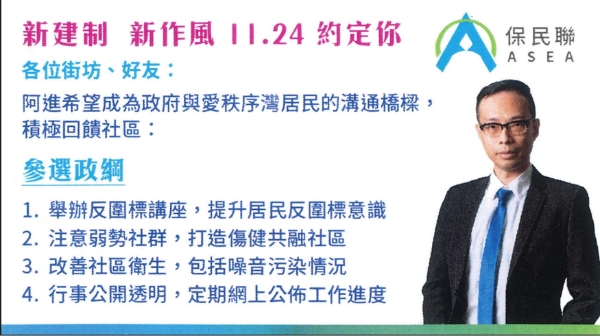 新建制 新作風 11.24 約定你
保民聯
ASEA
各位街坊、好友：
阿進希望成為政府與愛秩序灣居民的溝通橋樑，
積極回饋社區：
參選政綱
1. 舉辦反圍標講座，提升居民反圍標意識
2. 注意弱勢社群，打造傷健共融社區
3. 改善社區衛生，包括噪音污染情況
4. 行事公開透明，定期網上公佈工作進度